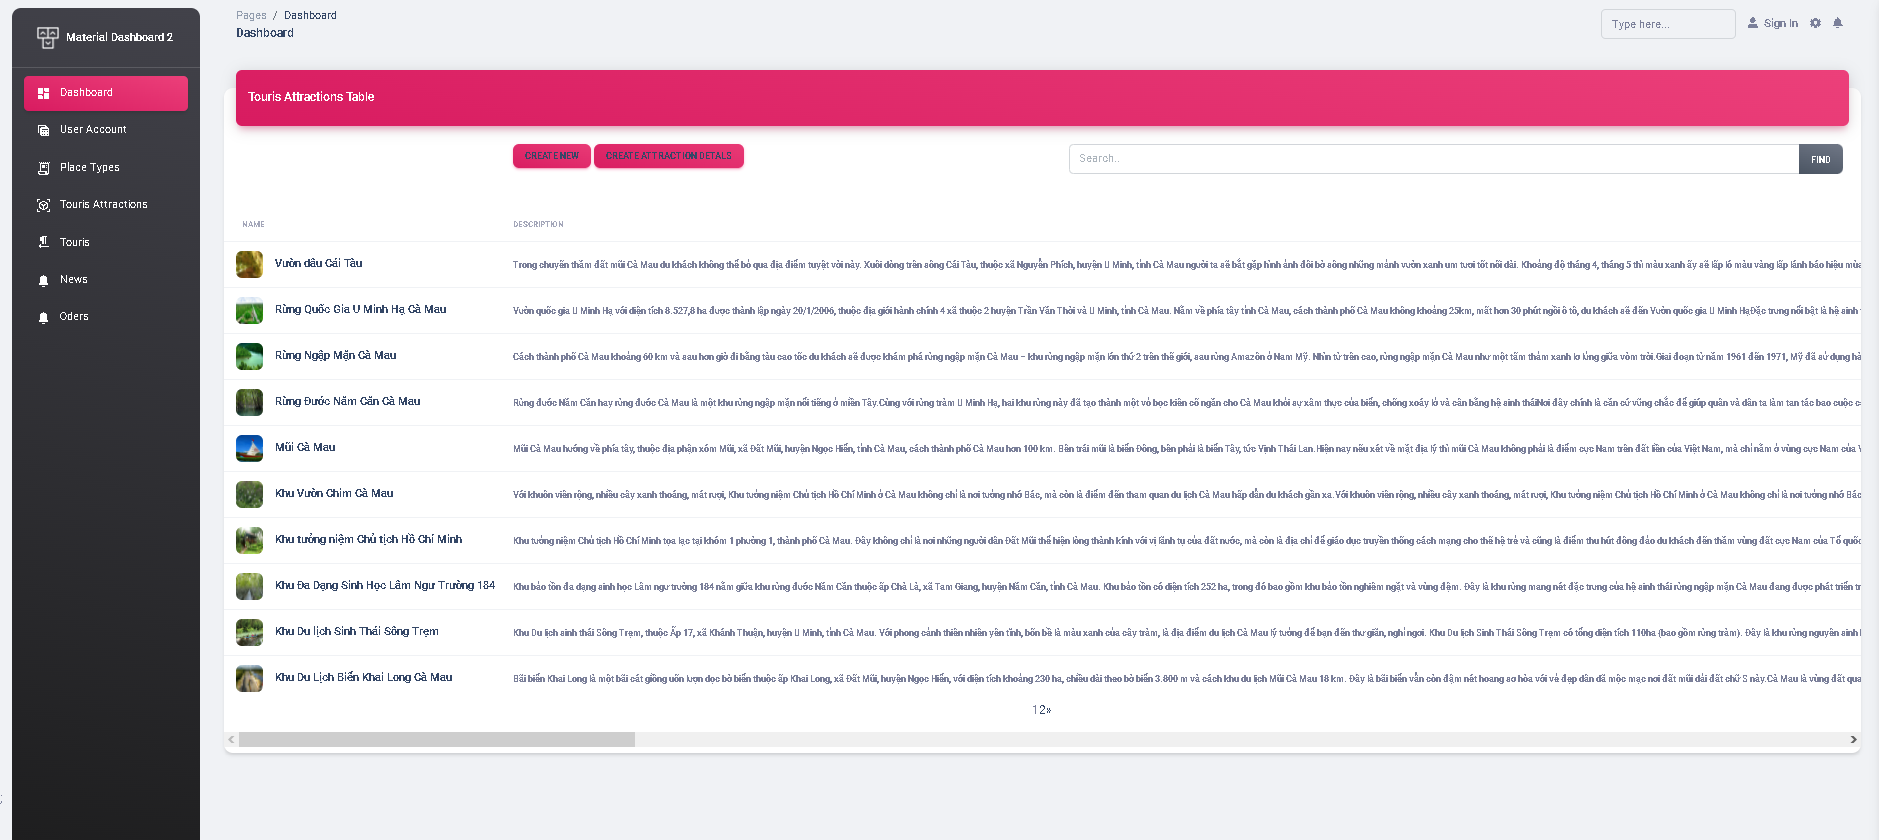 Material Dashboard 2
Dashboard
User Account
Place Types
Touris Attractions
Touris
News
Oders
Pages / Dashboard
Dashboard
Type here...
Sign In
Touris Attractions Table
CREATE NEW
CREATE ATTRACTION DETALS
Search..
FIND
NAME DESCRIPTION
Vườn dâu Cái Tàu
Trong chuyến thăm đất mũi Cà Mau du khách không thể bỏ qua địa điểm tuyệt vời này. Xuôi dòng trên sông Cái Tàu, thuộc xã Nguyễn Phích, huyện U Minh, tỉnh Cà Mau người ta sẽ bắt gặp hình ảnh đôi bờ sông những mảnh vườn xanh um tươi tốt nối dài. Khoảng độ tháng 4, tháng 5 thì màu xanh ấy sẽ lấp ló màu vàng lấp lánh báo hiệu mùa
Rừng Quốc Gia U Minh Hạ Cà Mau
Vườn quốc gia U Minh Hạ với diện tích 8.527,8 ha được thành lập ngày 20/1/2006, thuộc địa giới hành chính 4 xã thuộc 2 huyện Trần Văn Thời và U Minh, tỉnh Cà Mau. Nằm về phía tây tỉnh Cà Mau, cách thành phố Cà Mau không khoảng 25km, mất hơn 30 phút ngồi ô tô, du khách sẽ đến Vườn quốc gia U Minh HạĐặc trưng nổi bật là hệ sinh
Rừng Ngập Mặn Cà Mau
Cách thành phố Cà Mau khoảng 60 km và sau hơn giờ đi bằng tàu cao tốc du khách sẽ được khám phá rừng ngập mặn Cà Mau – khu rừng ngập mặn lớn thứ 2 trên thế giới, sau rừng Amazôn ở Nam Mỹ. Nhìn từ trên cao, rừng ngập mặn Cà Mau như một tấm thảm xanh lơ lửng giữa vòm trời.Giai đoạn từ năm 1961 đến 1971, Mỹ đã sử dụng
Rừng Đước Năm Căn Cà Mau
Rừng đước Năm Căn hay rừng đước Cà Mau là một khu rừng ngập mặn nổi tiếng ở miền Tây.Cùng với rừng tràm U Minh Hạ, hai khu rừng này đã tạo thành một vỏ bọc kiên cố ngăn cho Cà Mau khỏi sự xâm thực của biển, chống xoáy lở và cân bằng hệ sinh tháiNơi đây chính là căn cứ vững chắc để giúp quân và dân ta làm tan tác bao cuộc
Mũi Cà Mau
Mũi Cà Mau hướng về phía tây, thuộc địa phận xóm Mũi, xã Đất Mũi, huyện Ngọc Hiển, tỉnh Cà Mau, cách thành phố Cà Mau hơn 100 km. Bên trái mũi là biển Đông, bên phải là biển Tây, tức Vịnh Thái Lan.Hiện nay nếu xét về mặt địa lý thì mũi Cà Mau không phải là điểm cực Nam trên đất liền của Việt Nam, mà chỉ nằm ở vùng cực Nam của
Khu Vườn Chim Cà Mau
Với khuôn viên rộng, nhiều cây xanh thoáng, mát rượi, Khu tưởng niệm Chủ tịch Hồ Chí Minh ở Cà Mau không chỉ là nơi tưởng nhớ Bác, mà còn là điểm đến tham quan du lịch Cà Mau hấp dẫn du khách gần xa.Với khuôn viên rộng, nhiều cây xanh thoáng, mát rượi, Khu tưởng niệm Chủ tịch Hồ Chí Minh ở Cà Mau không chỉ là nơi tưởng nhớ Bác
Khu tưởng niệm Chủ tịch Hồ Chí Minh
Khu tưởng niệm Chủ tịch Hồ Chí Minh tọa lạc tại khóm 1 phường 1, thành phố Cà Mau. Đây không chỉ là nơi những người dân Đất Mũi thể hiện lòng thành kính với vị lãnh tụ của đất nước, mà còn là địa chỉ để giáo dục truyền thống cách mạng cho thế hệ trẻ và cũng là điểm thu hút đông đảo du khách đến thăm vùng đất cực Nam của Tổ quốc
Khu Đa Dạng Sinh Học Lâm Ngư Trường 184
Khu bảo tồn đa dạng sinh học Lâm ngư trường 184 nằm giữa khu rừng đước Năm Căn thuộc ấp Chà Là, xã Tam Giang, huyện Năm Căn, tỉnh Cà Mau. Khu bảo tồn có diện tích 252 ha, trong đó bao gồm khu bảo tồn nghiêm ngặt và vùng đệm. Đây là khu rừng mang nét đặc trưng của hệ sinh thái rừng ngập mặn Cà Mau đang được phát triển
Khu Du lịch Sinh Thái Sông Trẹm
Khu Du lịch sinh thái Sông Trẹm, thuộc Ấp 17, xã Khánh Thuận, huyện U Minh, tỉnh Cà Mau. Với phong cảnh thiên nhiên yên tĩnh, bốn bề là màu xanh của cây tràm, là địa điểm du lịch Cà Mau lý tưởng để bạn đến thư giãn, nghỉ ngơi. Khu Du lịch Sinh Thái Sông Trẹm có tổng diện tích 110ha (bao gồm rừng tràm). Đây là khu rừng nguyên sinh
Khu Du Lịch Biển Khai Long Cà Mau
Bãi biển Khai Long là một bãi cát giồng uốn lượn dọc bờ biển thuộc ấp Khai Long, xã Đất Mũi, huyện Ngọc Hiển, với diện tích khoảng 230 ha, chiều dài theo bờ biển 3.800 m và cách khu du lịch Mũi Cà Mau 18 km. Đây là bãi biển vẫn còn đậm nét hoang sơ hòa với vẻ đẹp dân dã mộc mạc nơi đất mũi dải đất chữ S này.Cà Mau là vùng đất
12»